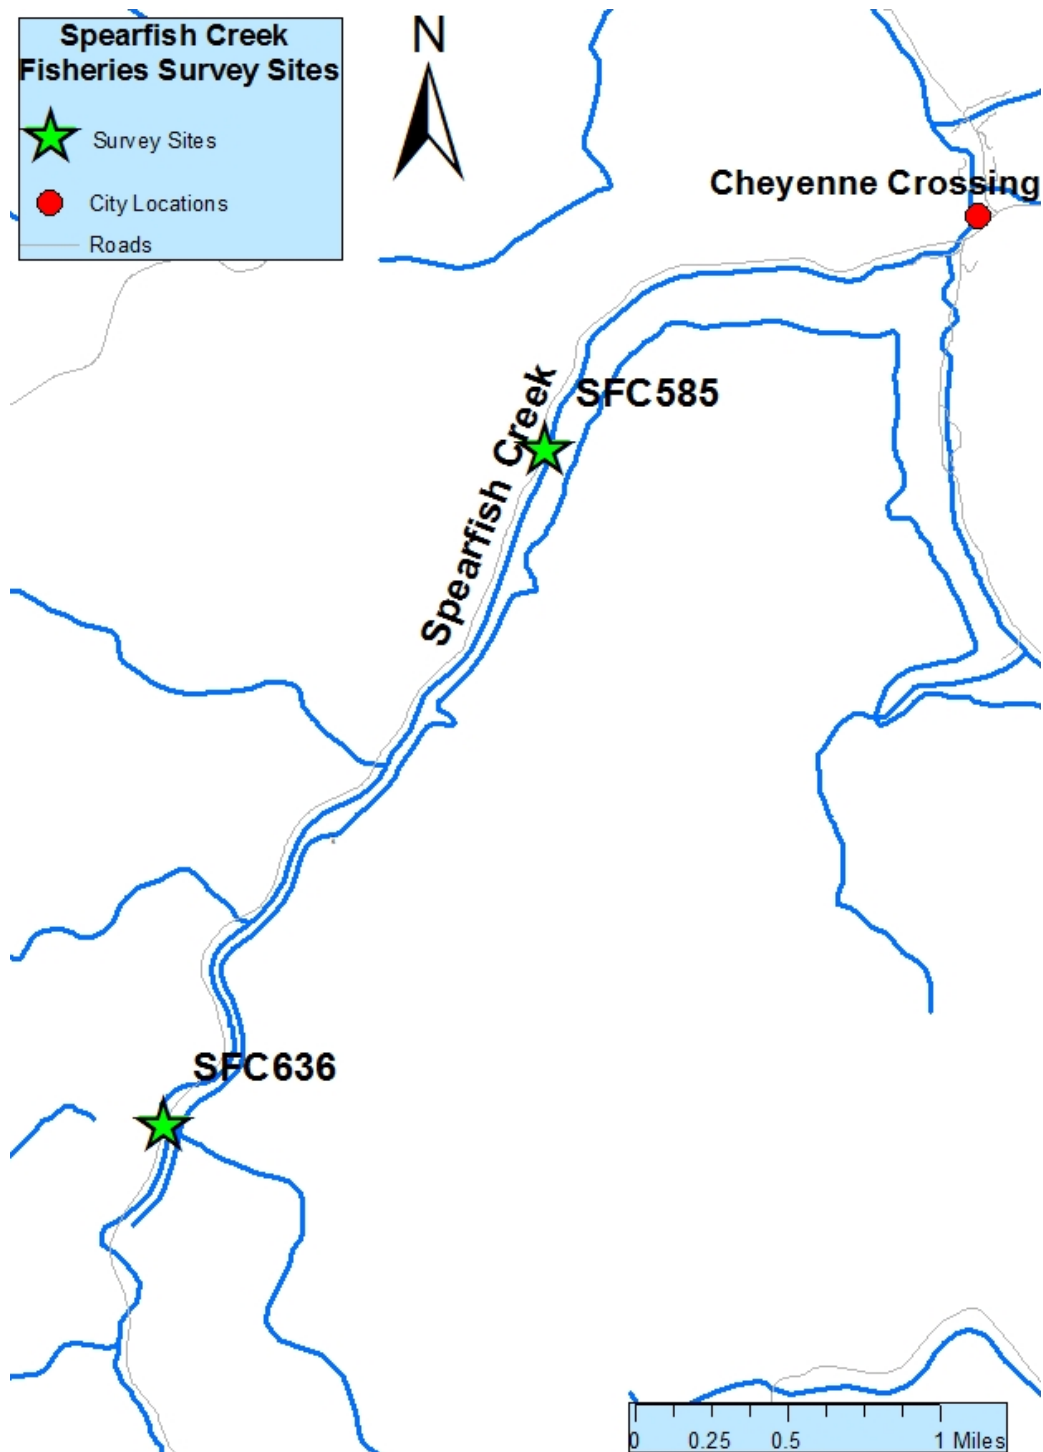 Spearfish Creek
Fisheries Survey Sites
Survey Sites
City Locations
Roads
N
Cheyenne Crossing
SFC585
Spearfish Creek
SFC636
0 0.25 0.5 1 Miles